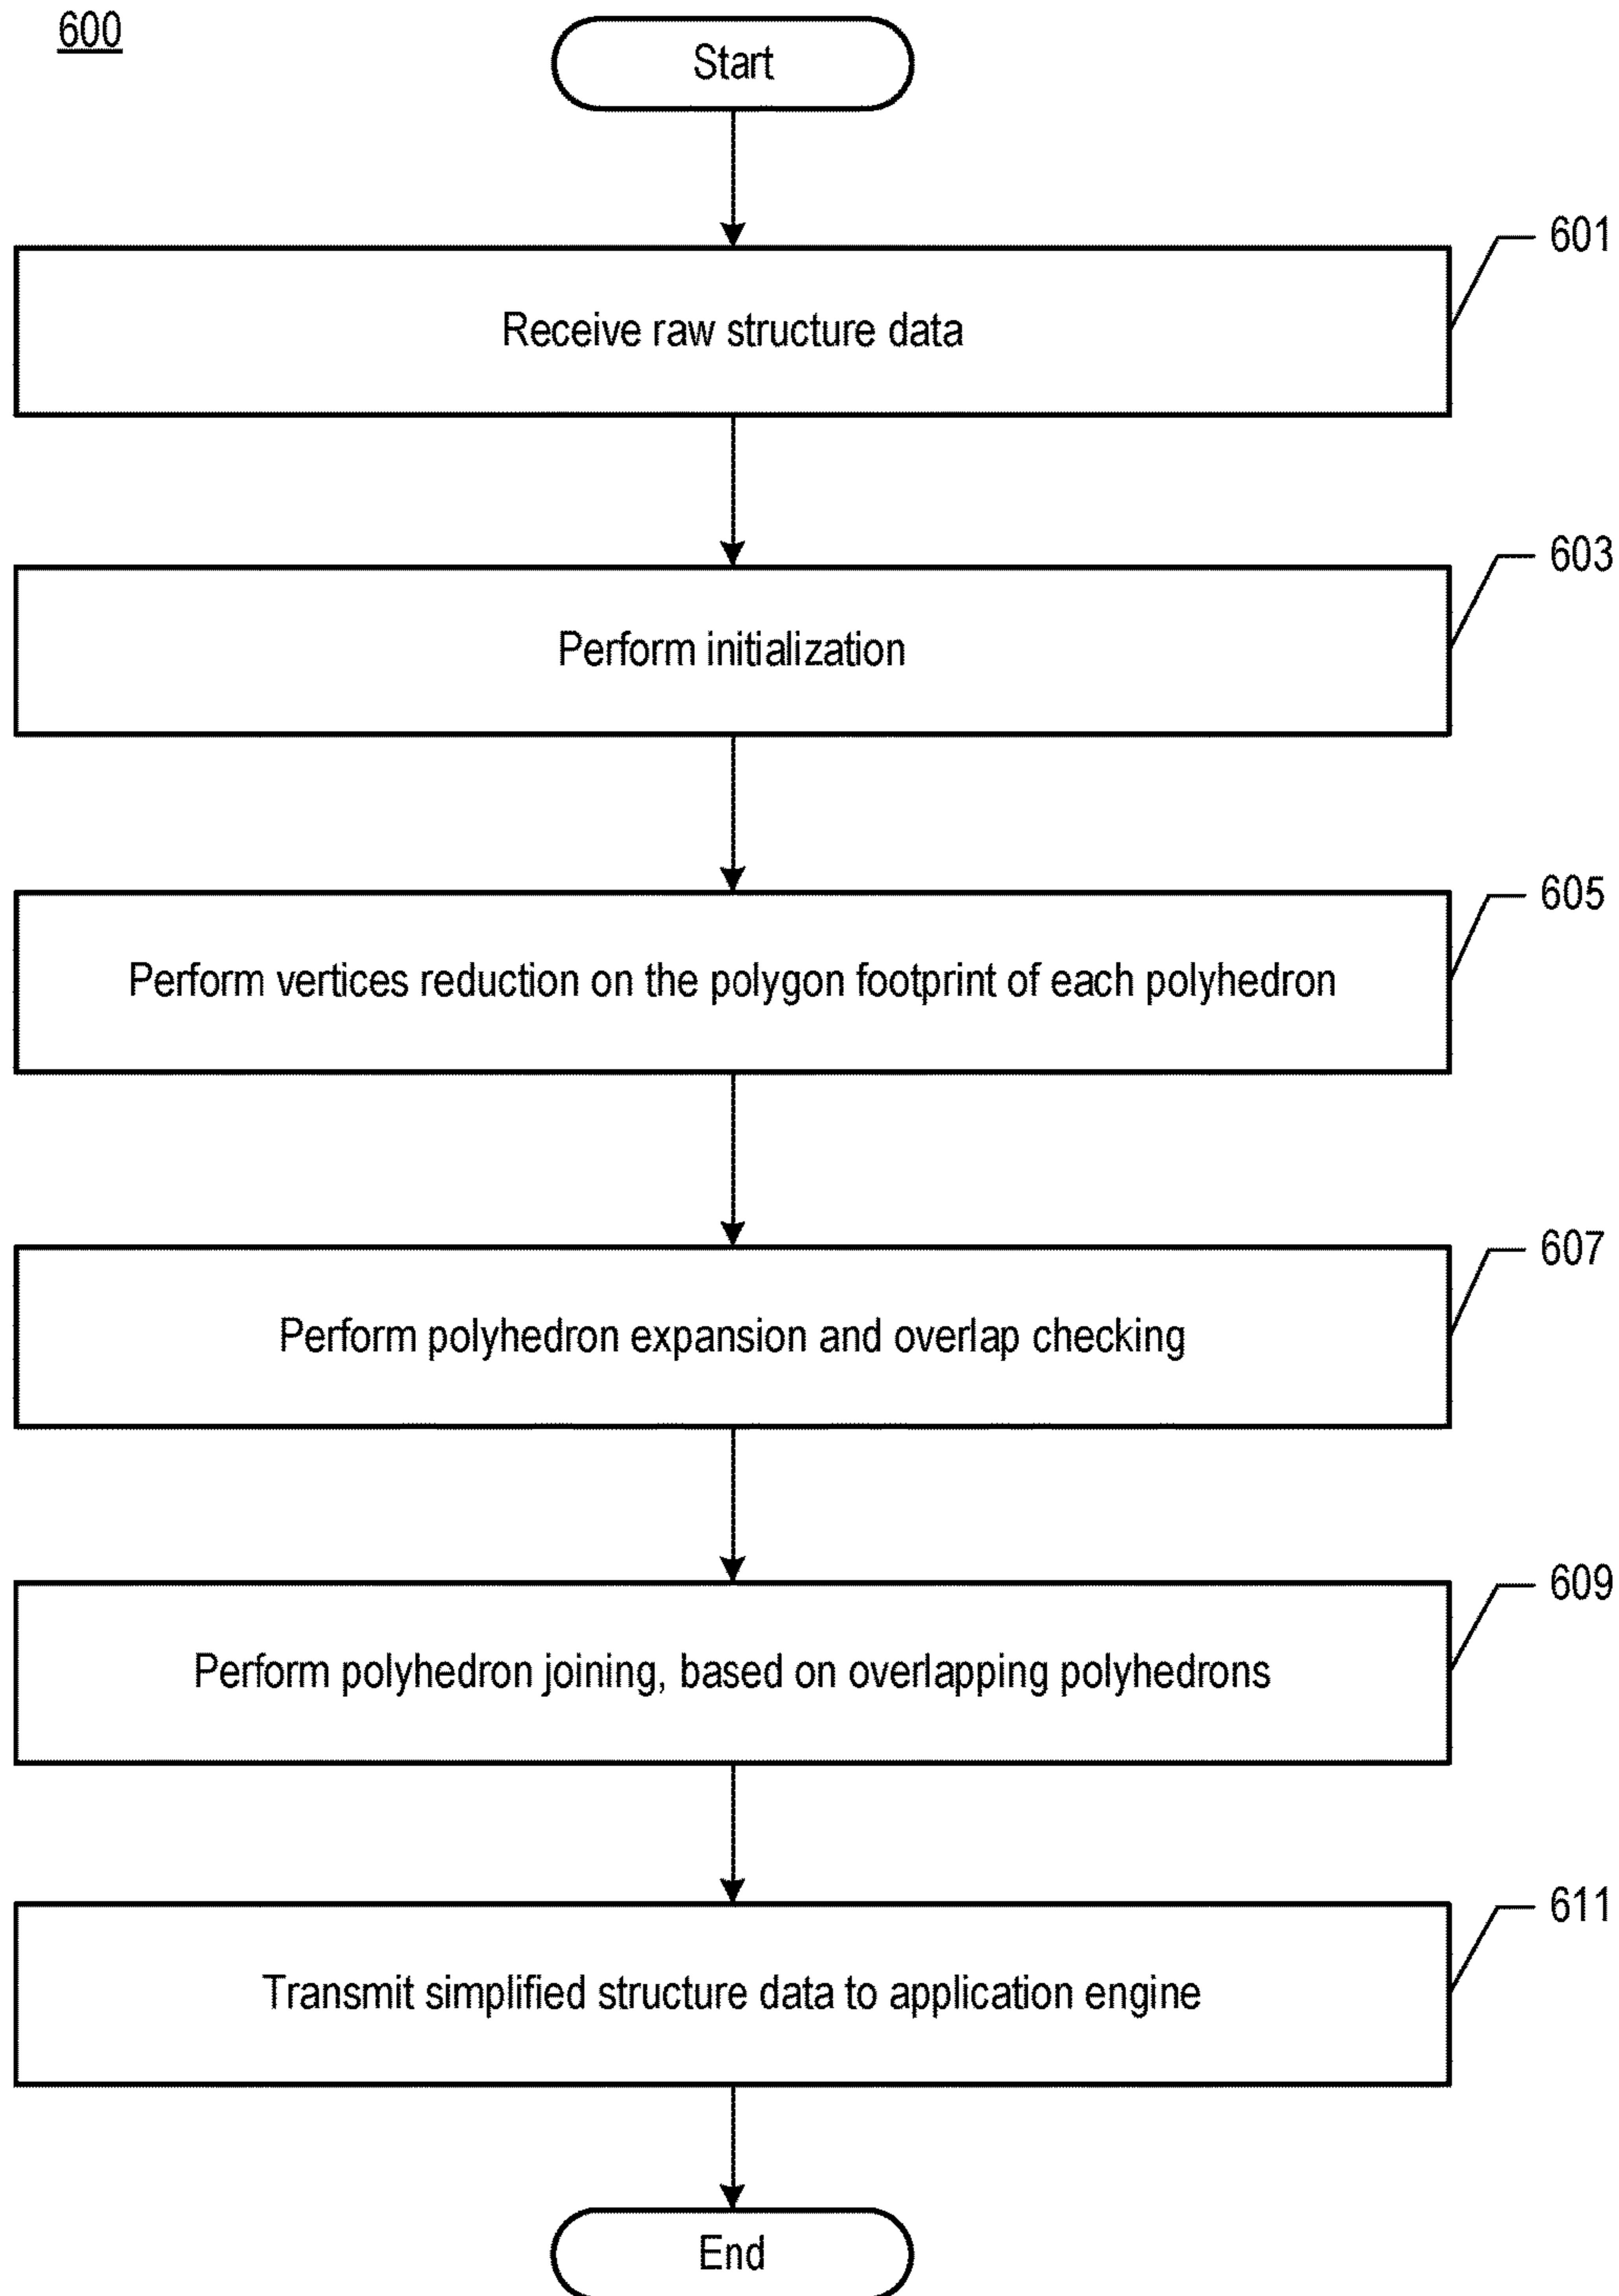 600
Start
601
Receive raw structure data
603
Perform initialization
605
Perform vertices reduction on the polygon footprint of each polyhedron
607
Perform polyhedron expansion and overlap checking
609
Perform polyhedron joining, based on overlapping polyhedrons
611
Transmit simplified structure data to application engine
End